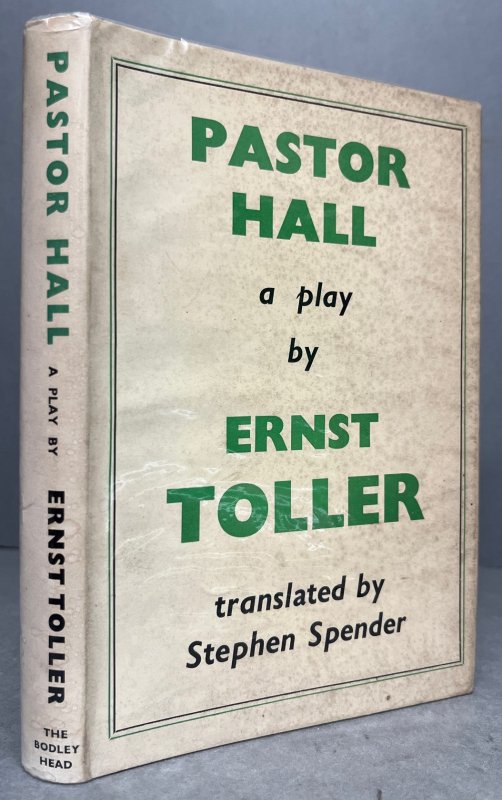 PASTOR HALL A PLAY BY ERNST TOLLER
THE
BODLEY
HEAD
PASTOR
HALL
a play
by
ERNST
TOLLER
translated by
Stephen Spender